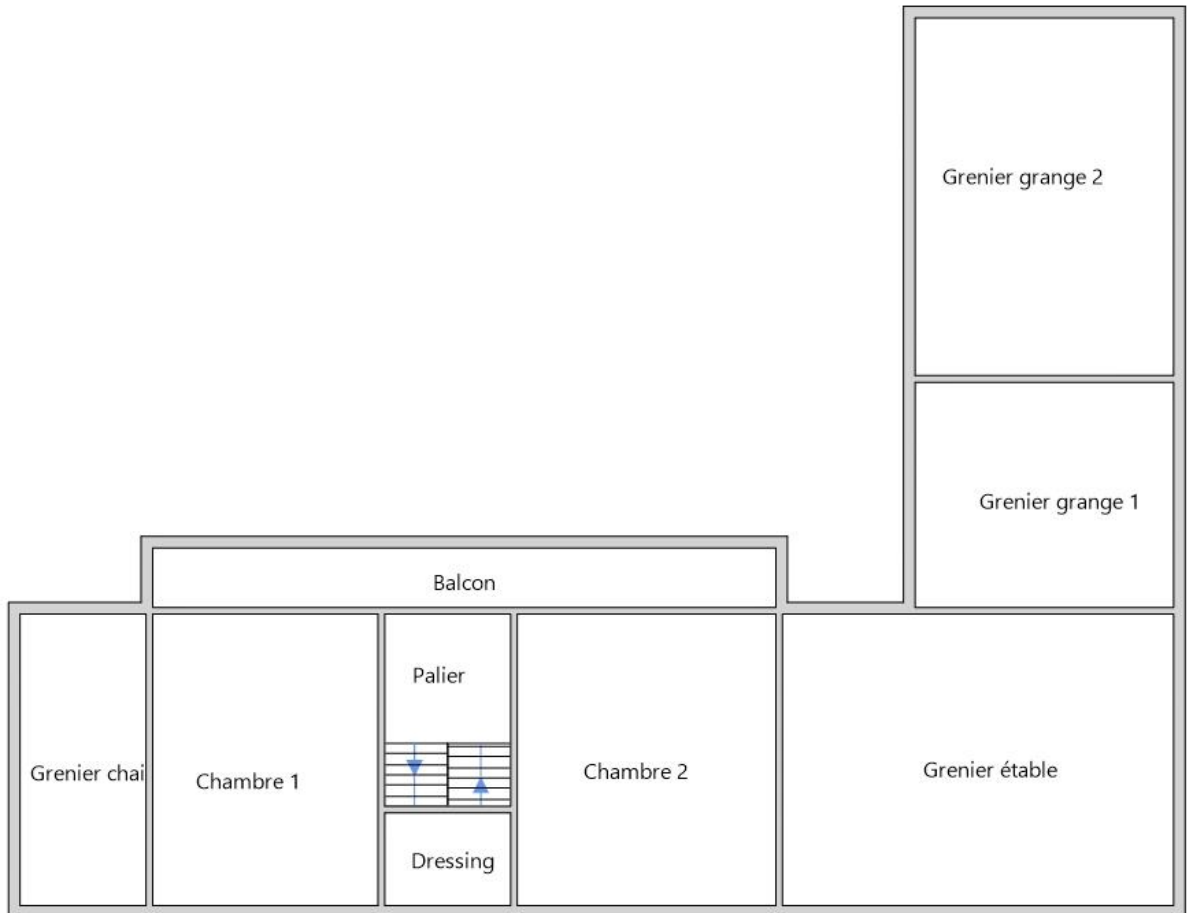 Grenier grange 2
Grenier grange 1
Balcon
Palier
Grenier chai
Chambre 1
Chambre 2
Grenier étable
Dressing